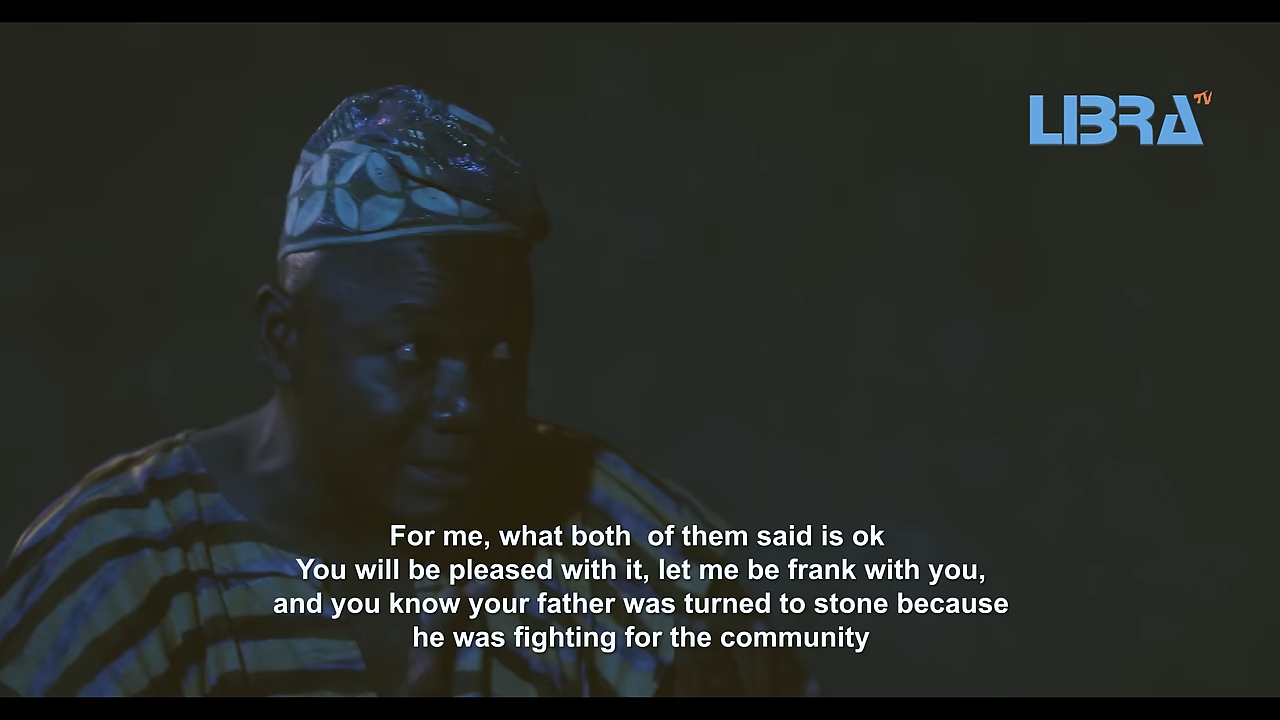 LIBRA TV
For me, what both  of them said is ok
You will be pleased with it, let me be frank with you,
and you know your father was turned to stone because
he was fighting for the community